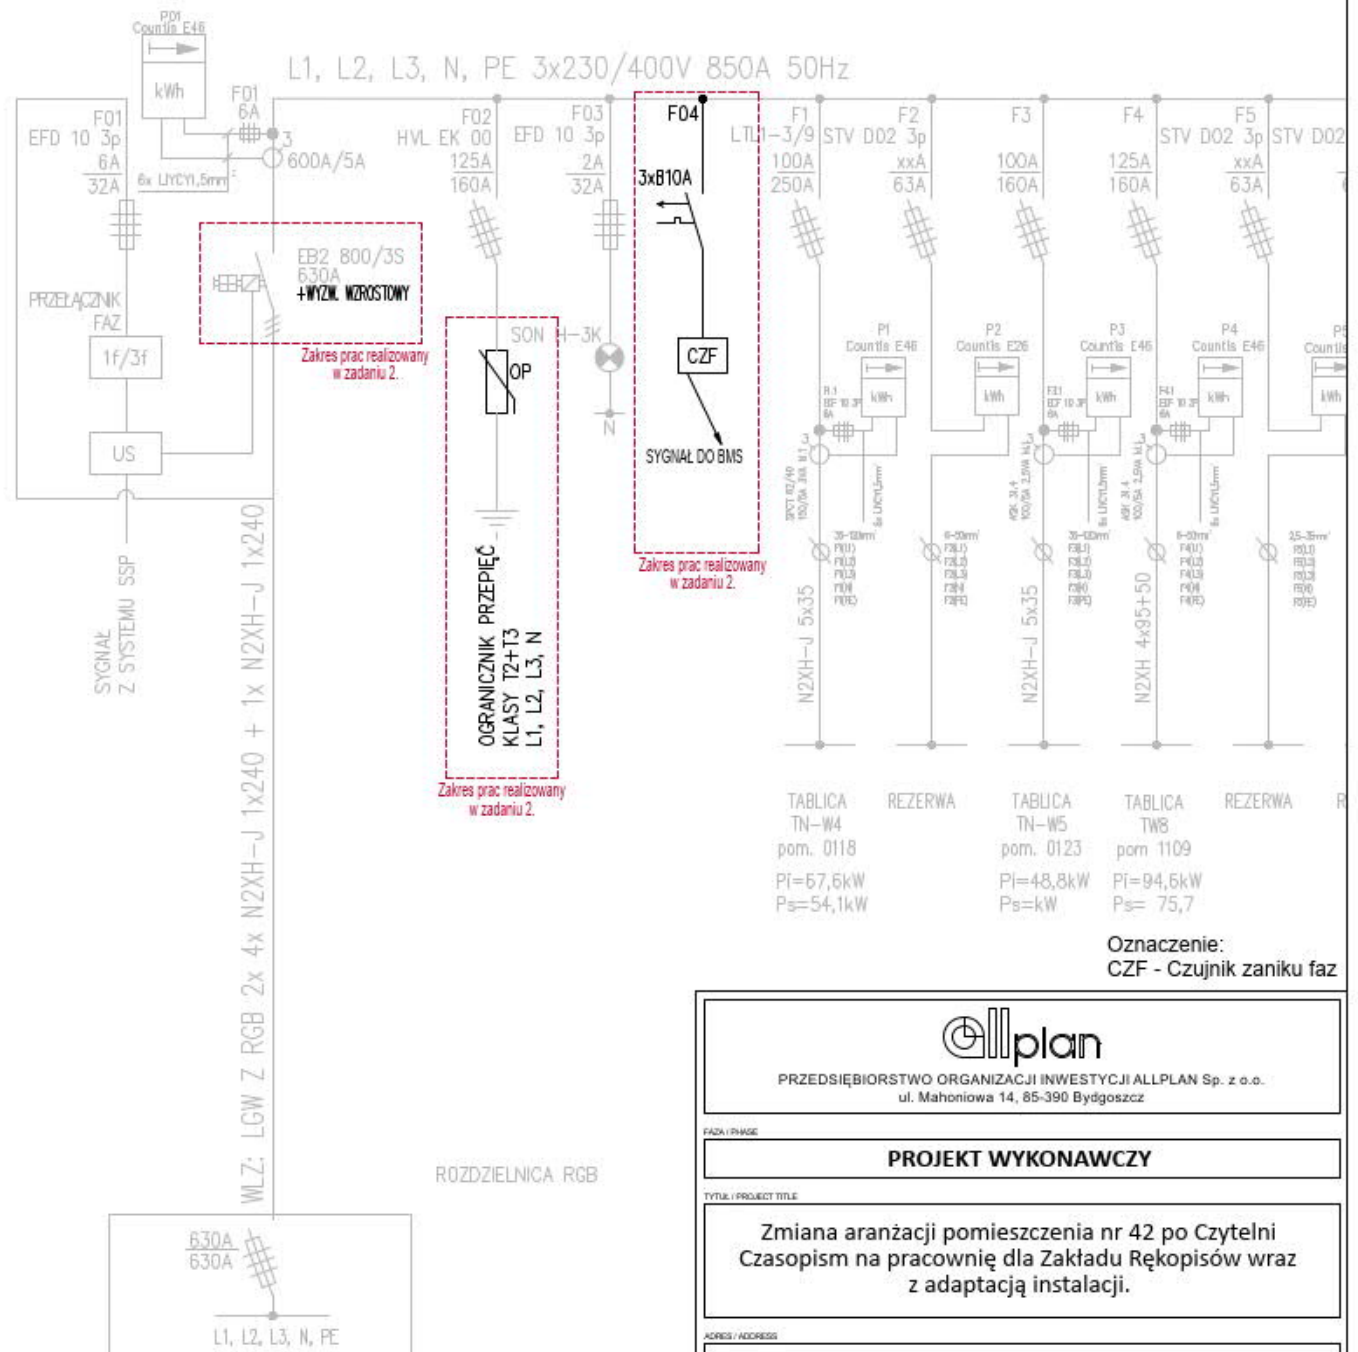 P01
Countis E46
kWh
F01
6A
3
600A/5A
6x LIYCY1,5mm²
L1, L2, L3, N, PE 3x230/400V 850A 50Hz
F01
EFD 10 3p
6A
32A
PRZEŁĄCZNIK
FAZ
1f/3f
US
SYGNAŁ
Z SYSTEMU SSP
EB2 800/3S
630A
+WYZW. WZROSTOWY
Zakres prac realizowany
w zadaniu 2.
F02
HVL EK 00
125A
160A
OP
OGRANICZNIK PRZEPIĘĆ
KLASY T2+T3
L1, L2, L3, N
Zakres prac realizowany
w zadaniu 2.
F03
EFD 10 3p
2A
32A
SON H-3K
N
F04
3xB10A
CZF
SYGNAŁ DO BMS
Zakres prac realizowany
w zadaniu 2.
F1
LTL1-3/9
100A
250A
P1
Countis E46
kWh
3
N2XH-J 5x35
TABLICA
TN-W4
pom. 0118
Pi=67,6kW
Ps=54,1kW
F2
STV D02 3p
xxA
63A
P2
Countis E26
kWh
REZERWA
F3
100A
160A
P3
Countis E46
kWh
3
N2XH-J 5x35
TABLICA
TN-W5
pom. 0123
Pi=48,8kW
Ps=kW
F4
125A
160A
P4
Countis E46
kWh
3
N2XH 4x95+50
TABLICA
TW8
pom 1109
Pi=94,6kW
Ps= 75,7
F5
STV D02 3p
xxA
63A
kWh
REZERWA
STV D02
WLZ: LGW Z RGB 2x 4x N2XH-J 1x240 + 1x N2XH-J 1x240
ROZDZIELNICA RGB
630A
630A
L1, L2, L3, N, PE
Oznaczenie:
CZF - Czujnik zaniku faz
allplan
PRZEDSIĘBIORSTWO ORGANIZACJI INWESTYCJI ALLPLAN Sp. z o.o.
ul. Mahoniowa 14, 85-390 Bydgoszcz
FAZA / PHASE
PROJEKT WYKONAWCZY
TYTUŁ / PROJECT TITLE
Zmiana aranżacji pomieszczenia nr 42 po Czytelni
Czasopism na pracownię dla Zakładu Rękopisów wraz
z adaptacją instalacji.
ADRES / ADDRESS